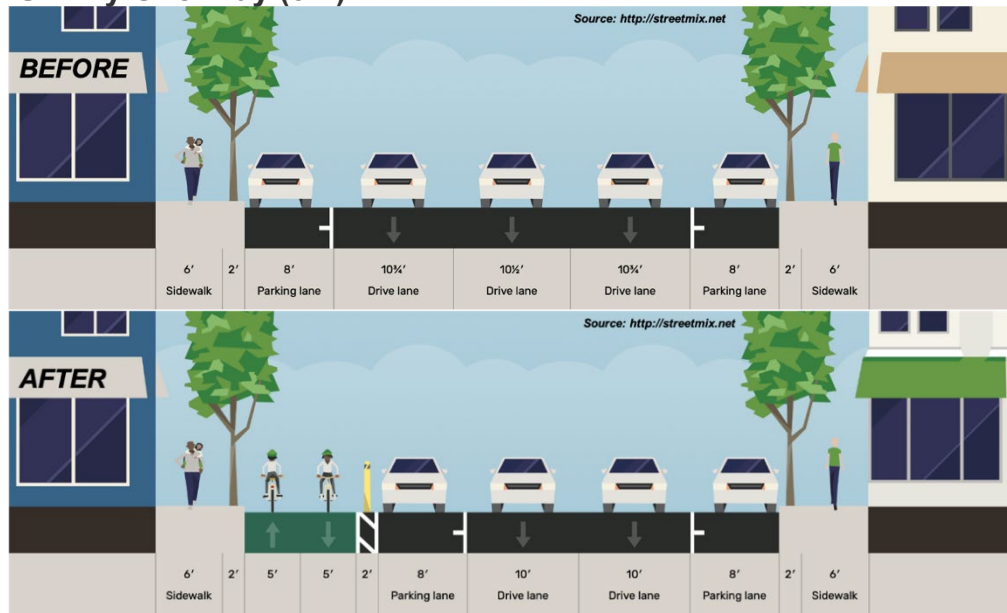 Source: http://streetmix.net
BEFORE
6' 2' 8' 10¾' 10½' 10¾' 8' 2' 6'
Sidewalk Parking lane Drive lane Drive lane Drive lane Parking lane Sidewalk
Source: http://streetmix.net
AFTER
6' 2' 5' 5' 2' 8' 10' 10' 8' 2' 6'
Sidewalk Parking lane Drive lane Drive lane Parking lane Sidewalk